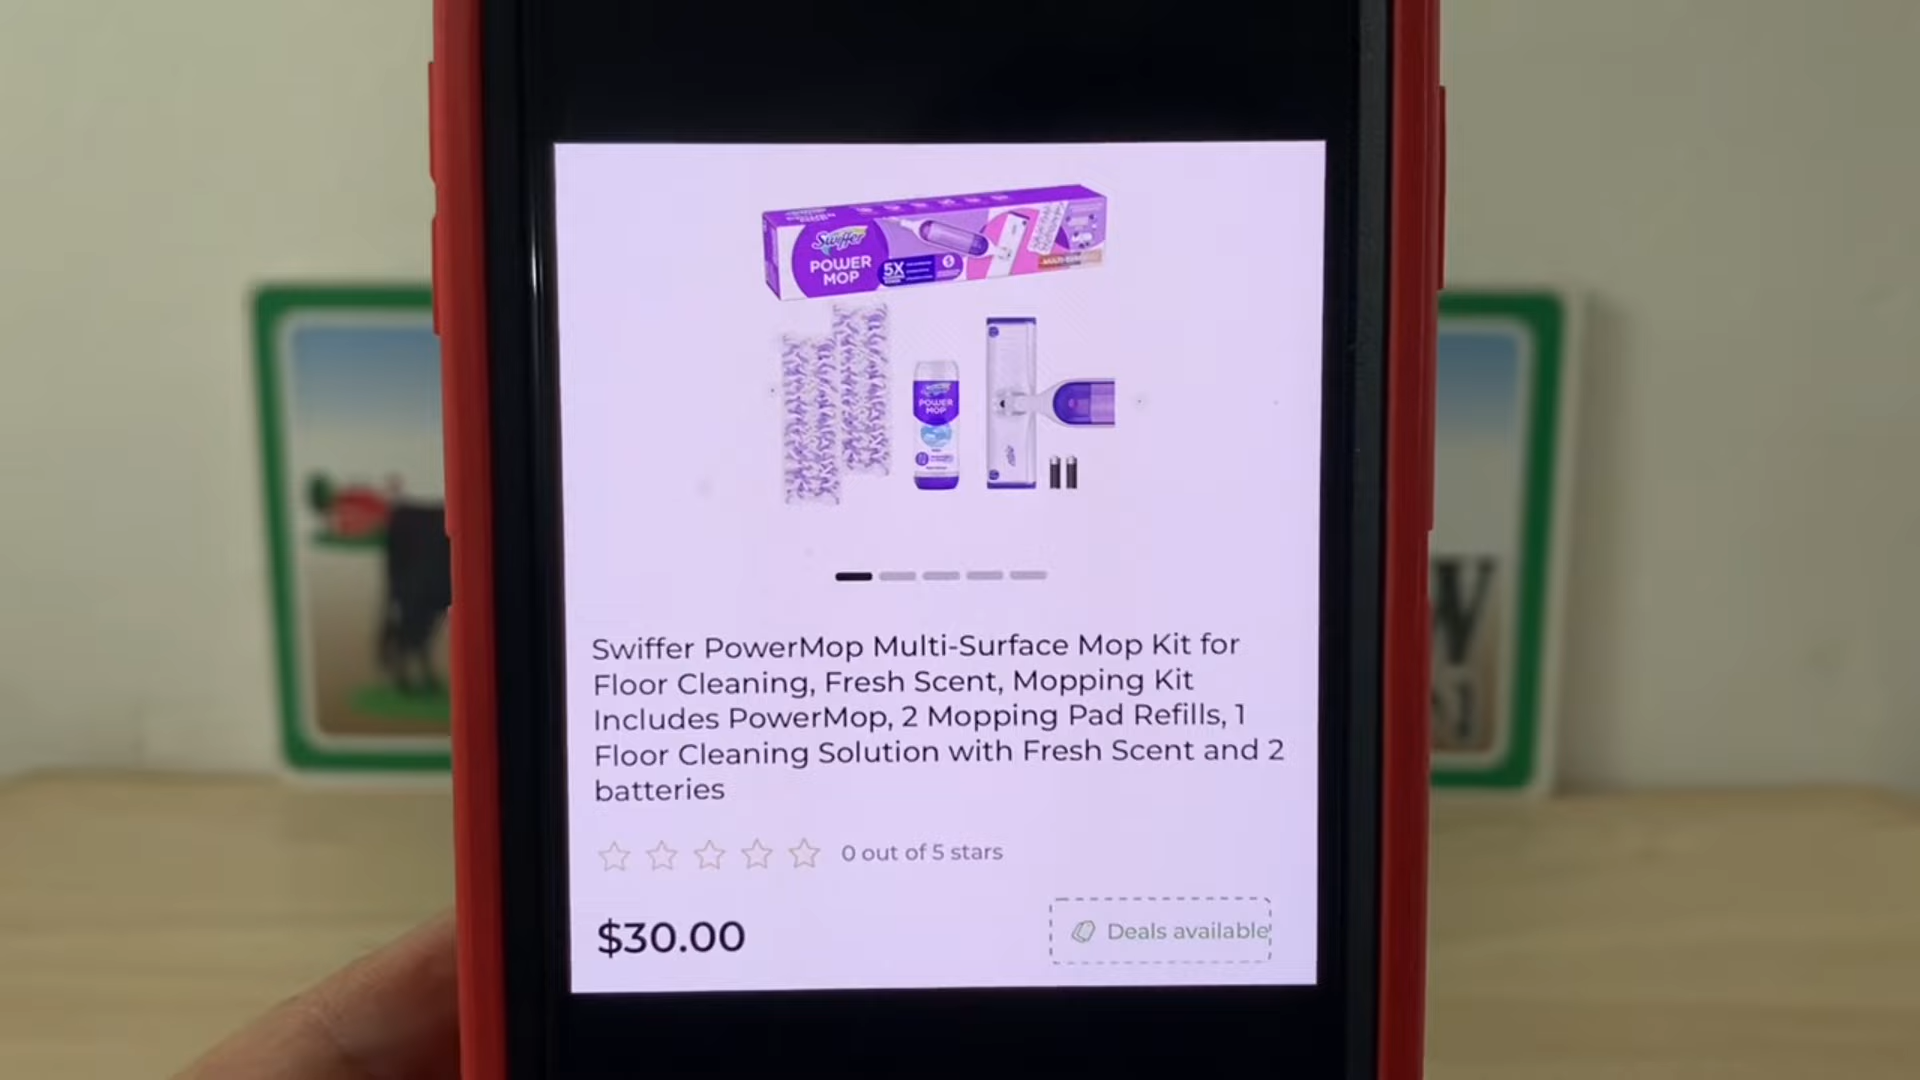 Swiffer
POWER
MOP
5X
POWER
MOP
Swiffer PowerMop Multi-Surface Mop Kit for
Floor Cleaning, Fresh Scent, Mopping Kit
Includes PowerMop, 2 Mopping Pad Refills, 1
Floor Cleaning Solution with Fresh Scent and 2
batteries
0 out of 5 stars
$30.00
Deals available
W